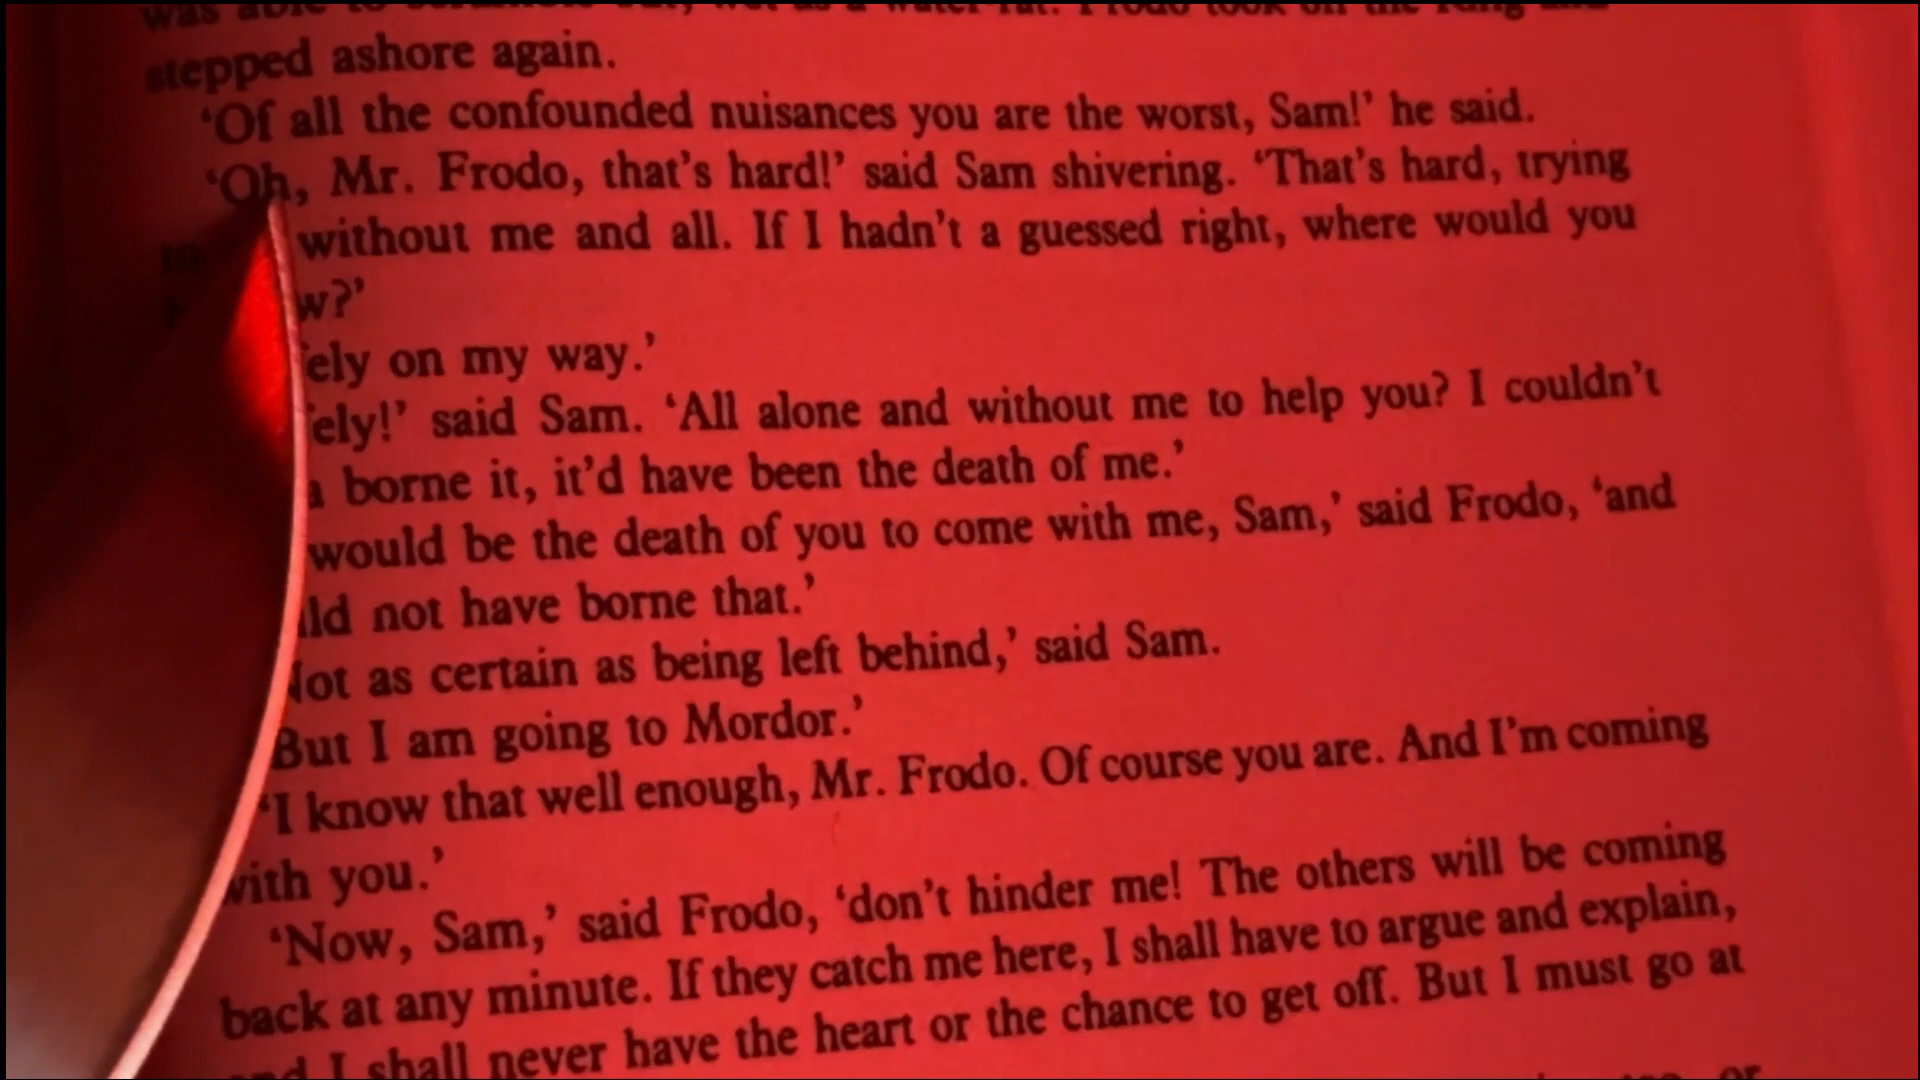 stepped ashore again.
‘Of all the confounded nuisances you are the worst, Sam!’ he said.
‘Oh, Mr. Frodo, that’s hard!’ said Sam shivering. ‘That’s hard, trying
without me and all. If I hadn’t a guessed right, where would you
w?’
ely on my way.’
ely!’ said Sam. ‘All alone and without me to help you? I couldn’t
a borne it, it’d have been the death of me.’
would be the death of you to come with me, Sam,’ said Frodo, ‘and
ld not have borne that.’
ot as certain as being left behind,’ said Sam.
But I am going to Mordor.’
‘I know that well enough, Mr. Frodo. Of course you are. And I’m coming
with you.’
‘Now, Sam,’ said Frodo, ‘don’t hinder me! The others will be coming
back at any minute. If they catch me here, I shall have to argue and explain,
and I shall never have the heart or the chance to get off. But I must go at